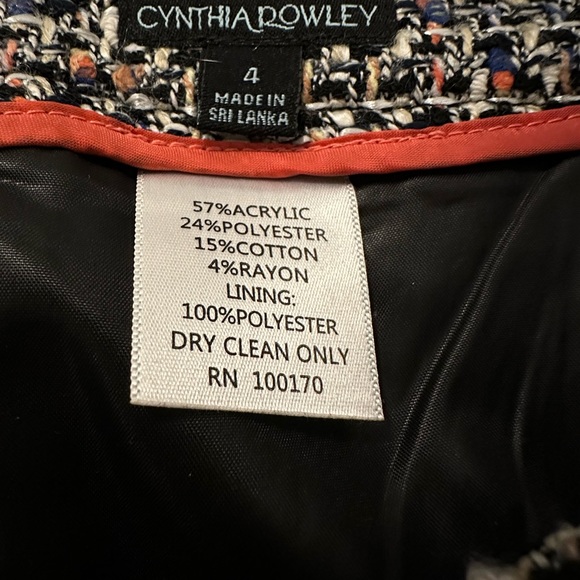 CYNTHIA ROWLEY
4
MADE IN
SRI LANKA
57%ACRYLIC
24%POLYESTER
15%COTTON
4%RAYON
LINING:
100%POLYESTER
DRY CLEAN ONLY
RN 100170